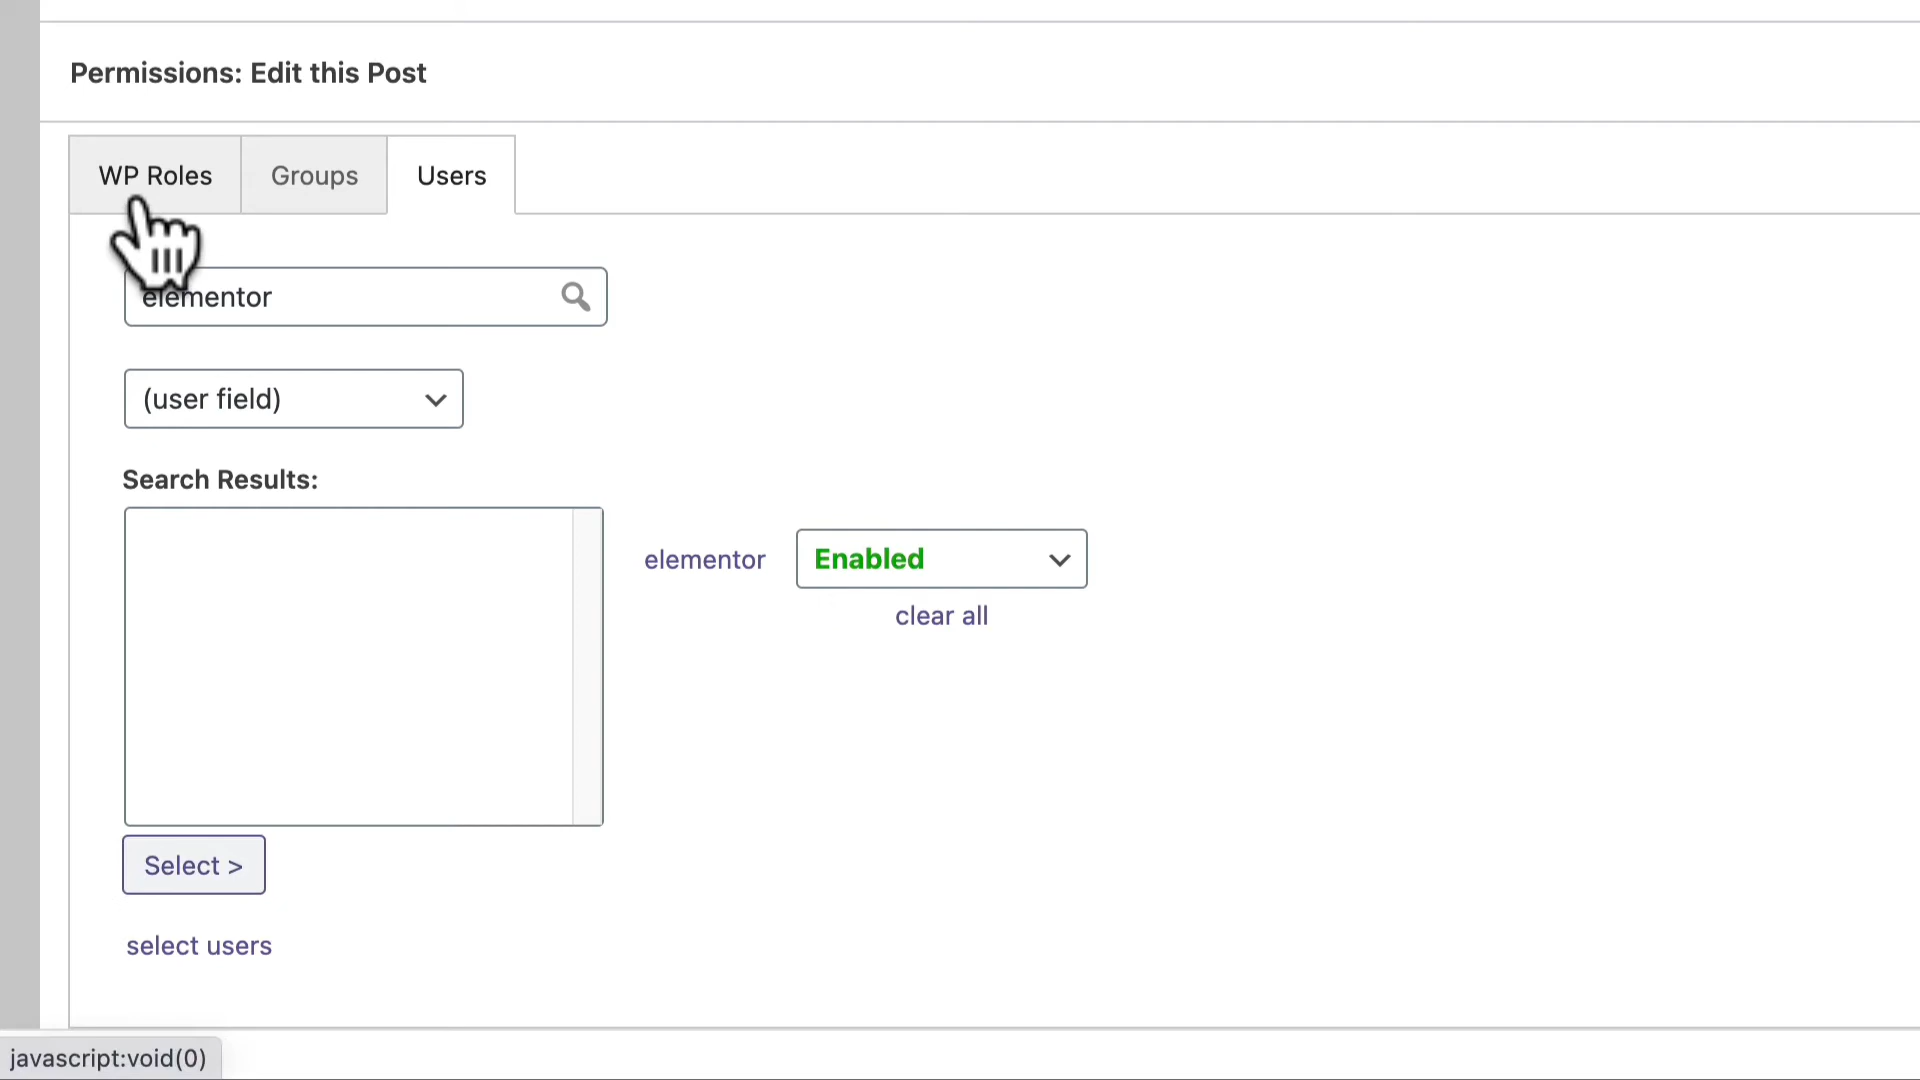 Permissions: Edit this Post
WP Roles
Groups
Users
elementor
(user field)
Search Results:
elementor
Enabled
clear all
Select >
select users
javascript:void(0)